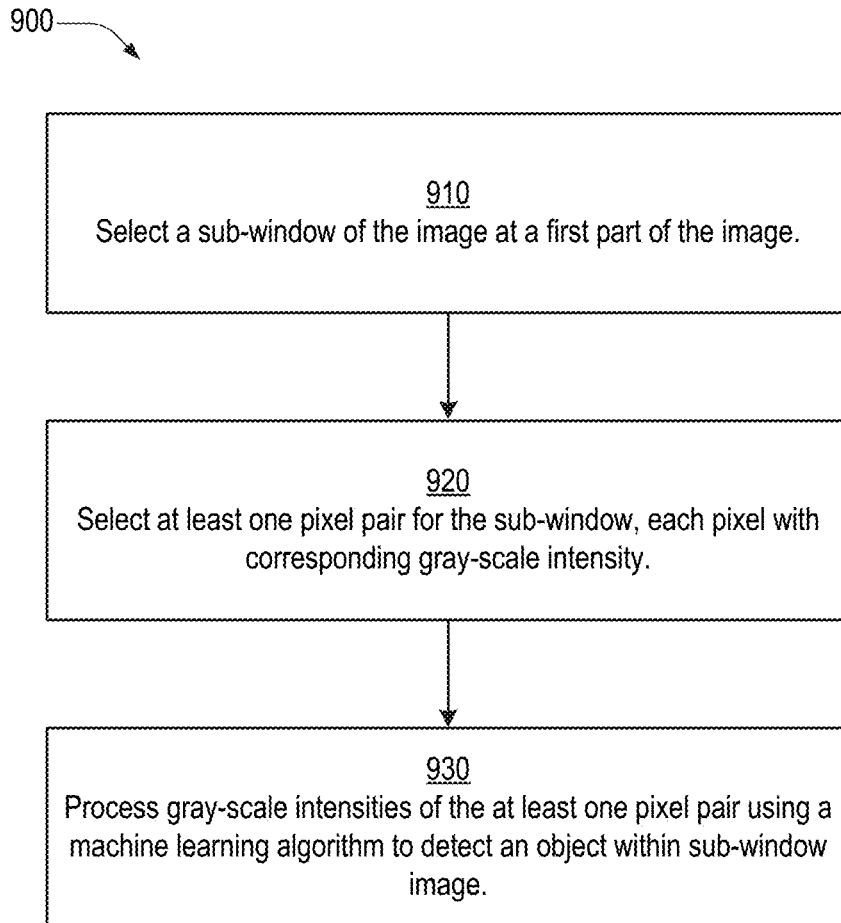 900
910
Select a sub-window of the image at a first part of the image.
920
Select at least one pixel pair for the sub-window, each pixel with
corresponding gray-scale intensity.
930
Process gray-scale intensities of the at least one pixel pair using a
machine learning algorithm to detect an object within sub-window
image.